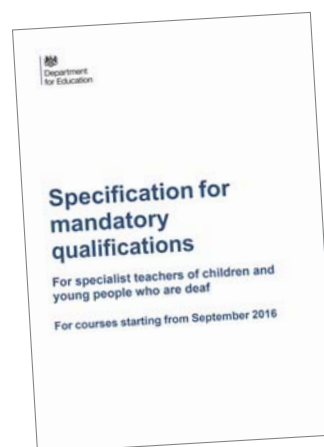 Department
for Education
Specification for
mandatory
qualifications
For specialist teachers of children and
young people who are deaf
For courses starting from September 2016